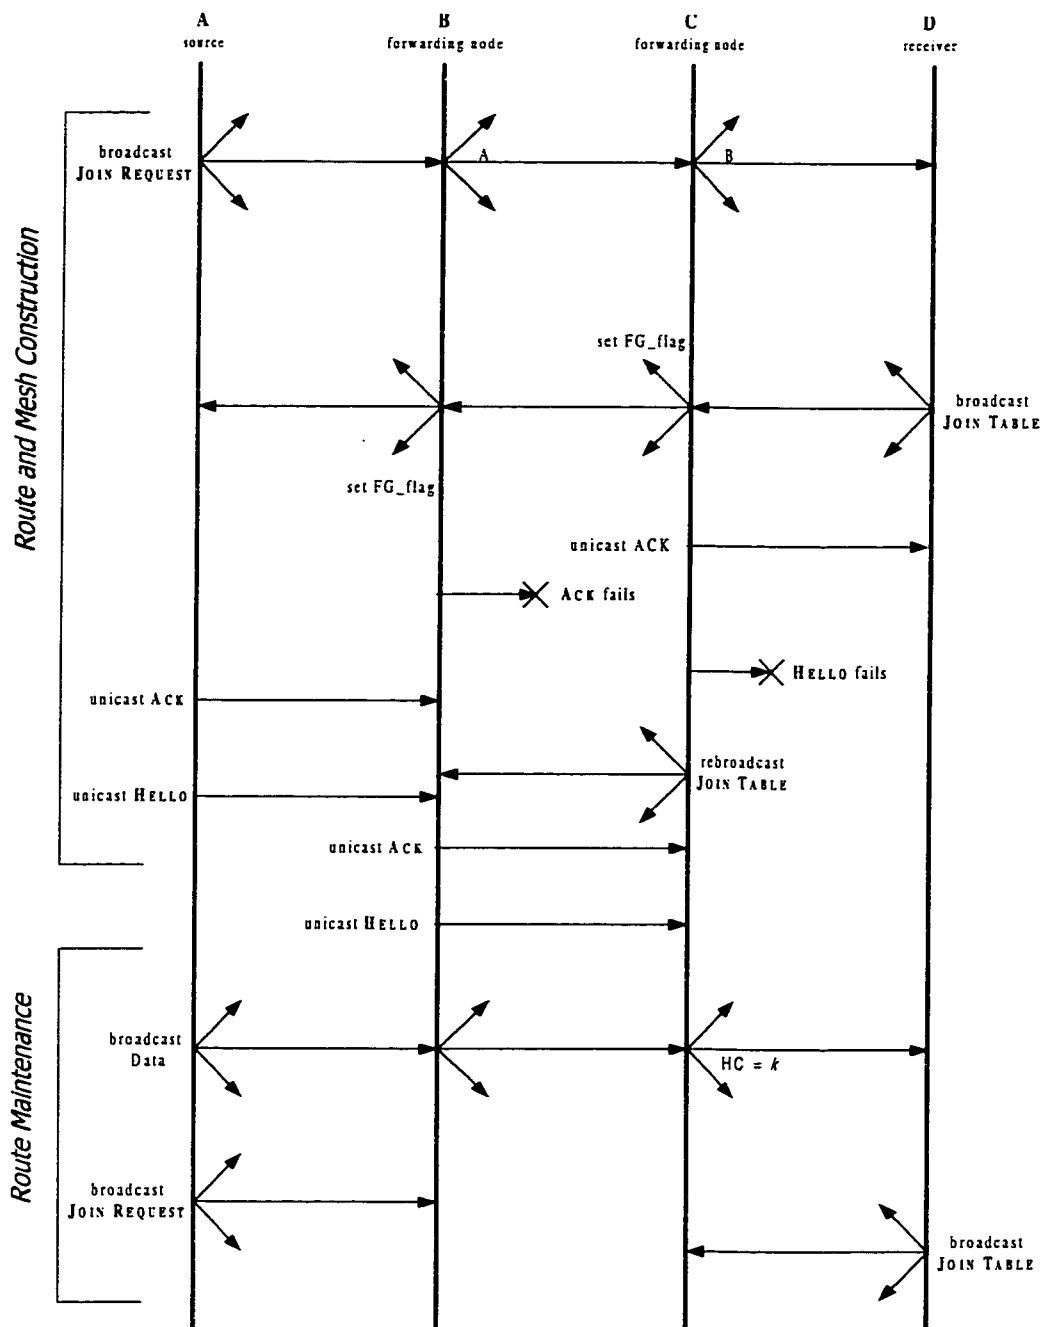 A
source
B
forwarding node
C
forwarding node
D
receiver
Route and Mesh Construction
broadcast
JOIN REQUEST
A
B
set FG_flag
broadcast
JOIN TABLE
set FG_flag
unicast ACK
ACK fails
HELLO fails
unicast ACK
rebroadcast
JOIN TABLE
unicast HELLO
unicast ACK
unicast HELLO
Route Maintenance
broadcast
Data
HC = k
broadcast
JOIN REQUEST
broadcast
JOIN TABLE